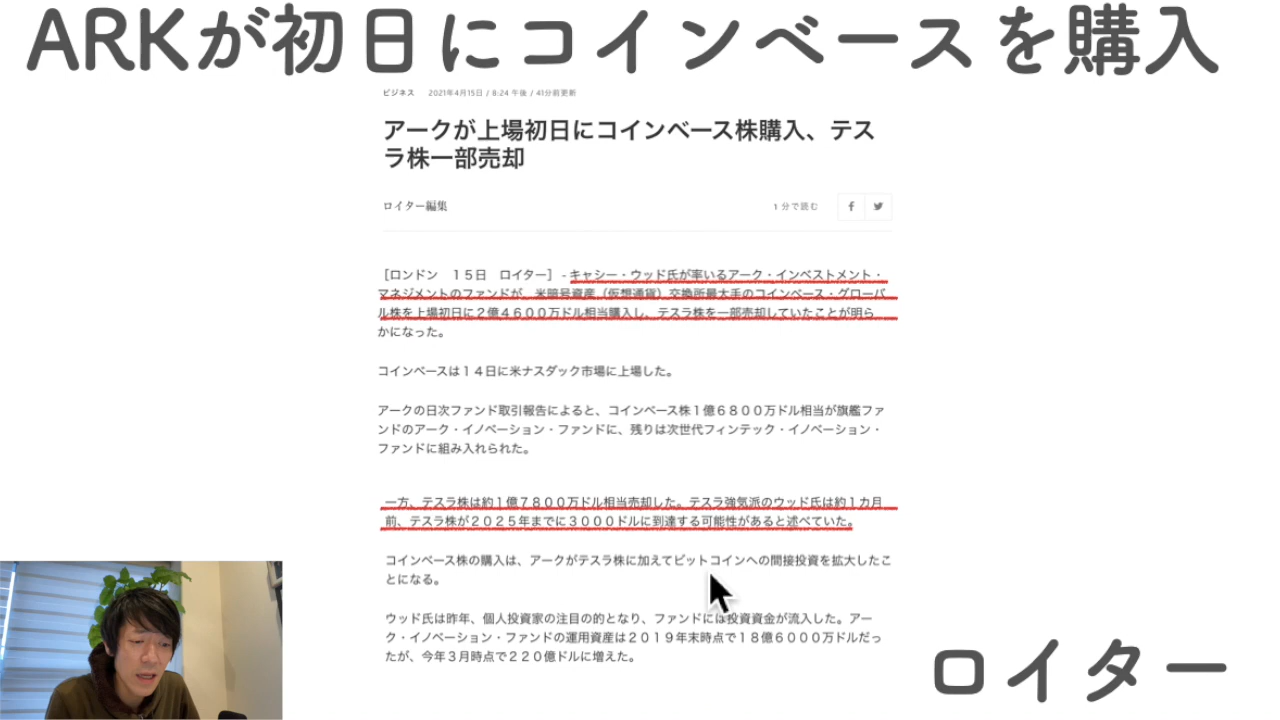 ARKが初日にコインベースを購入
ビジネス 2021年4月15日 / 8:24 午後 / 41分前更新
アークが上場初日にコインベース株購入、テス
ラ株一部売却
ロイター編集
1 分で読む
［ロンドン　１５日　ロイター］ - キャシー・ウッド氏が率いるアーク・インベストメント・
マネジメントのファンドが、米暗号資産（仮想通貨）交換所最大手のコインベース・グローバ
ル株を上場初日に２億４６００万ドル相当購入し、テスラ株を一部売却していたことが明ら
かになった。
コインベースは１４日に米ナスダック市場に上場した。
アークの日次ファンド取引報告によると、コインベース株１億６８００万ドル相当が旗艦ファ
ンドのアーク・イノベーション・ファンドに、残りは次世代フィンテック・イノベーション・
ファンドに組み入れられた。
一方、テスラ株は約１億７８００万ドル相当売却した。テスラ強気派のウッド氏は約１カ月
前、テスラ株が２０２５年までに３０００ドルに到達する可能性があると述べていた。
コインベース株の購入は、アークがテスラ株に加えてビットコインへの間接投資を拡大したこ
とになる。
ウッド氏は昨年、個人投資家の注目の的となり、ファンドには投資資金が流入した。アー
ク・イノベーション・ファンドの運用資産は２０１９年末時点で１８億６０００万ドルだっ
たが、今年３月時点で２２０億ドルに増えた。
ロイター